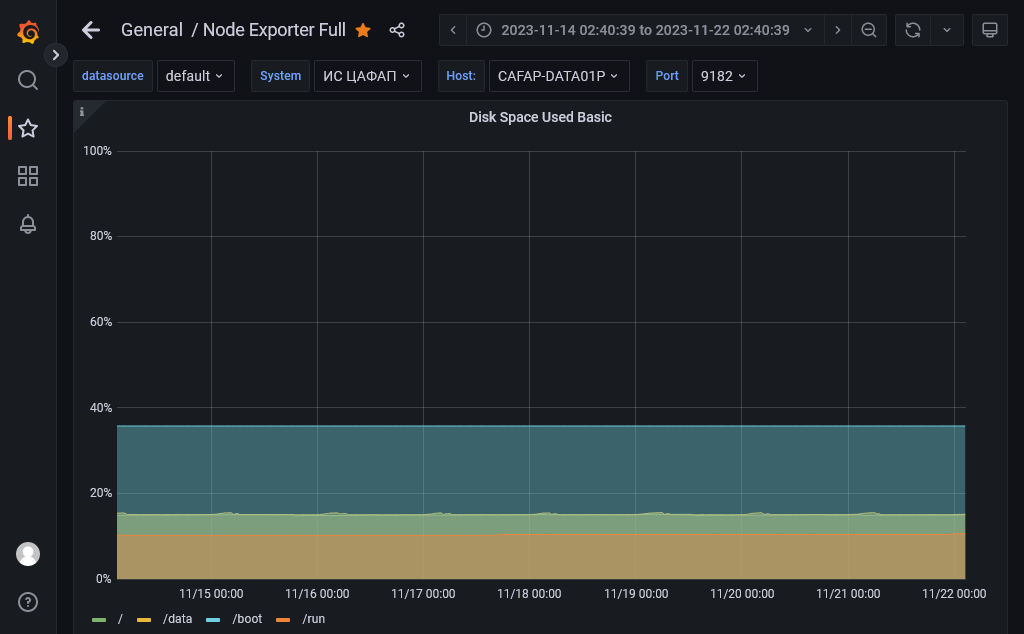 General / Node Exporter Full 2023-11-14 02:40:39 to 2023-11-22 02:40:39
datasource default System ИС ЦАФАП Host: CAFAP-DATA01P Port 9182
i
Disk Space Used Basic
100%
80%
60%
40%
20%
0%
11/15 00:00 11/16 00:00 11/17 00:00 11/18 00:00 11/19 00:00 11/20 00:00 11/21 00:00 11/22 00:00
/ /data /boot /run